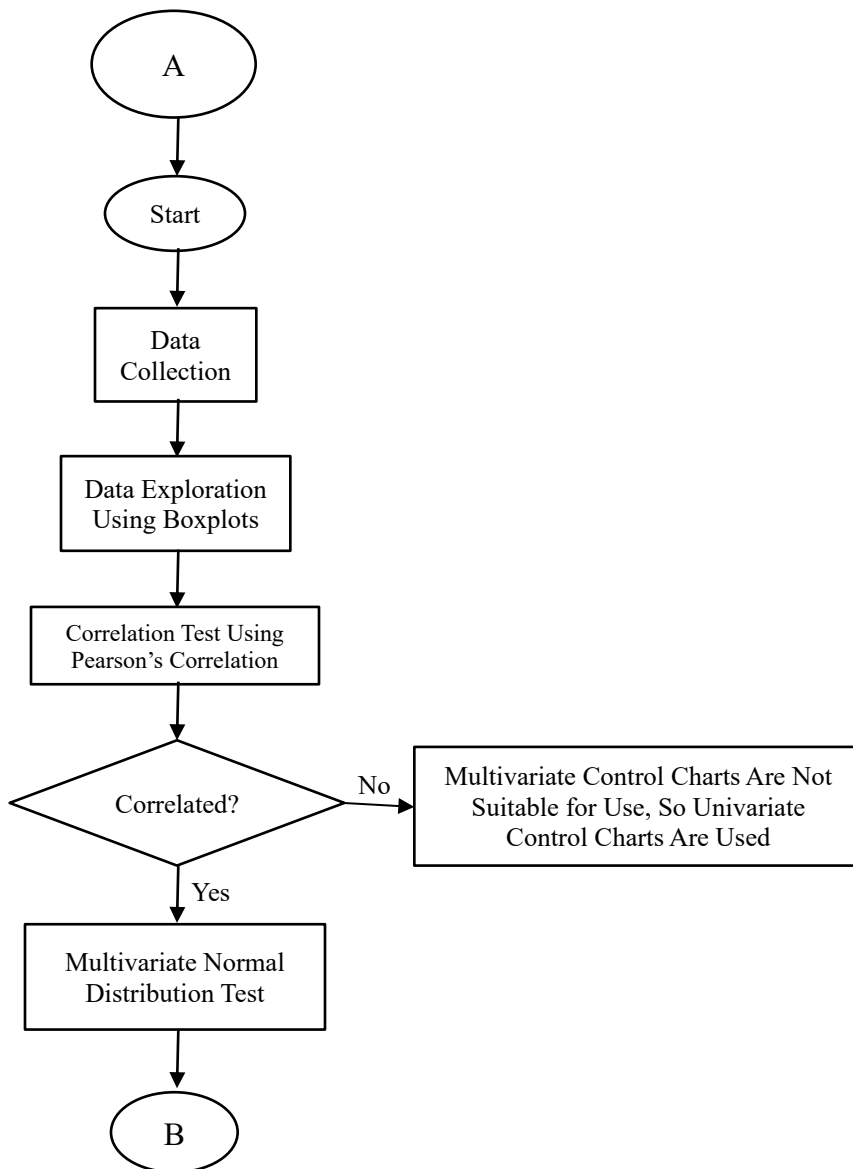 A
Start
Data
Collection
Data Exploration
Using Boxplots
Correlation Test Using
Pearson’s Correlation
Correlated?
No
Multivariate Control Charts Are Not
Suitable for Use, So Univariate
Control Charts Are Used
Yes
Multivariate Normal
Distribution Test
B